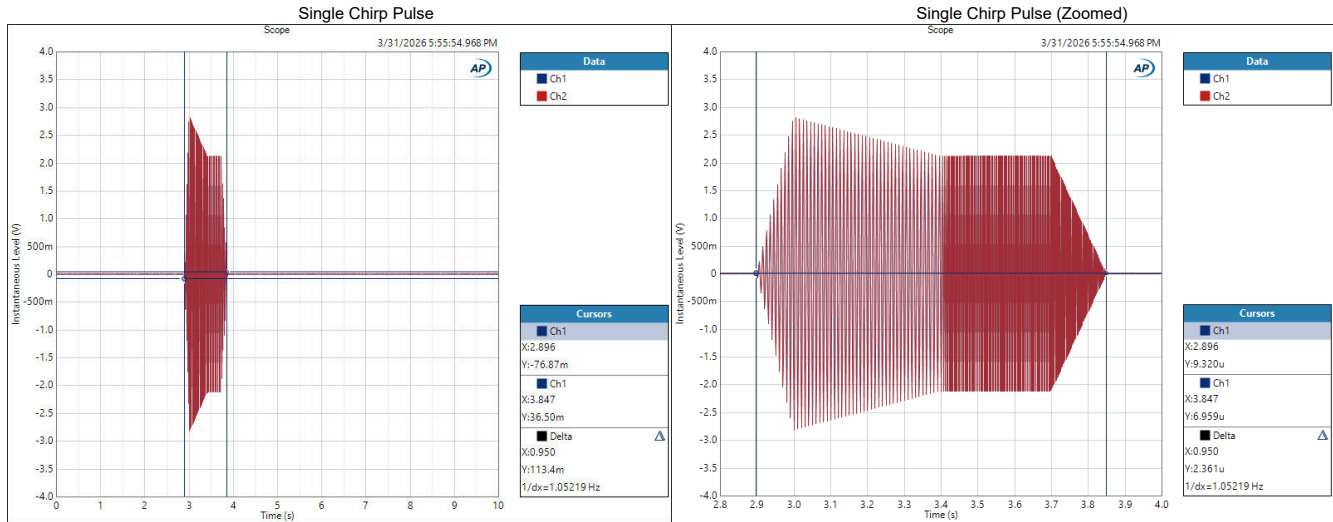 Single Chirp Pulse
Scope
3/31/2026 5:55:54.968 PM
AP
Instantaneous Level (V)
4.0
3.5
3.0
2.5
2.0
1.5
1.0
500m
0
-500m
-1.0
-1.5
-2.0
-2.5
-3.0
-3.5
-4.0
0 1 2 3 4 5 6 7 8 9 10
Time (s)
Data
Ch1
Ch2
Cursors
Ch1
X:2.896
Y:-76.87m
Ch1
X:3.847
Y:36.50m
Delta
X:0.950
Y:113.4m
1/dx=1.05219 Hz
Single Chirp Pulse (Zoomed)
Scope
3/31/2026 5:55:54.968 PM
AP
Instantaneous Level (V)
4.0
3.5
3.0
2.5
2.0
1.5
1.0
500m
0
-500m
-1.0
-1.5
-2.0
-2.5
-3.0
-3.5
-4.0
2.8 2.9 3.0 3.1 3.2 3.3 3.4 3.5 3.6 3.7 3.8 3.9 4.0
Time (s)
Data
Ch1
Ch2
Cursors
Ch1
X:2.896
Y:9.320u
Ch1
X:3.847
Y:6.959u
Delta
X:0.950
Y:2.361u
1/dx=1.05219 Hz